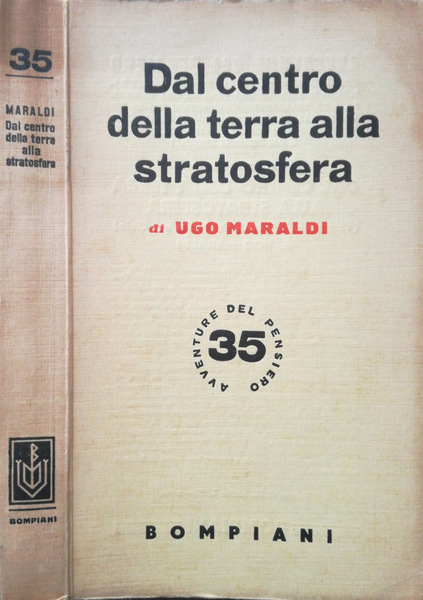 35
MARALDI
Dal centro
della terra
alla
stratosfera
BOMPIANI
Dal centro
della terra alla
stratosfera
di UGO MARALDI
AVVENTURE DEL PENSIERO
35
BOMPIANI